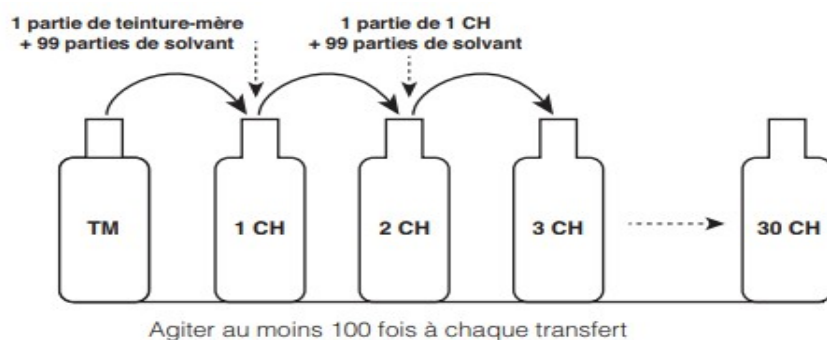 1 partie de teinture-mère
+ 99 parties de solvant
1 partie de 1 CH
+ 99 parties de solvant
TM
1 CH
2 CH
3 CH
30 CH
Agiter au moins 100 fois à chaque transfert